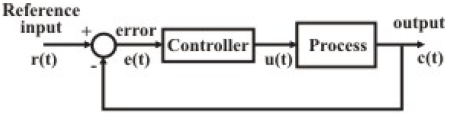 Reference
input
r(t)
+
-
error
e(t)
Controller
u(t)
Process
output
c(t)